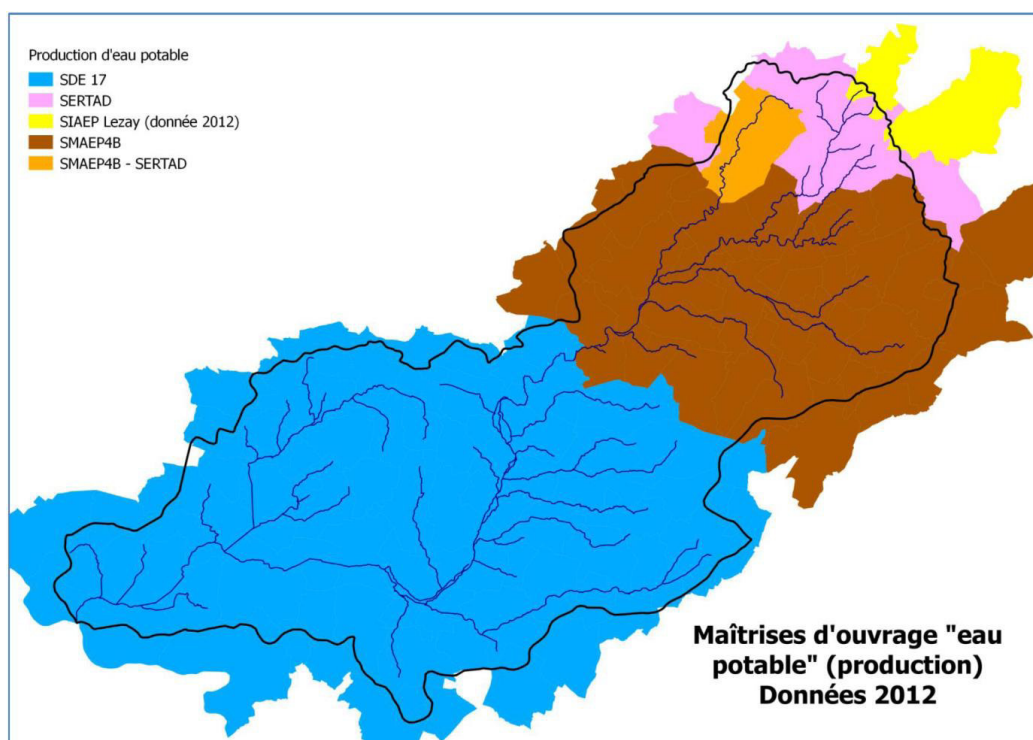 Production d'eau potable
SDE 17
SERTAD
SIAEP Lezay (donnée 2012)
SMAEP4B
SMAEP4B - SERTAD
Maîtrises d'ouvrage "eau
potable" (production)
Données 2012